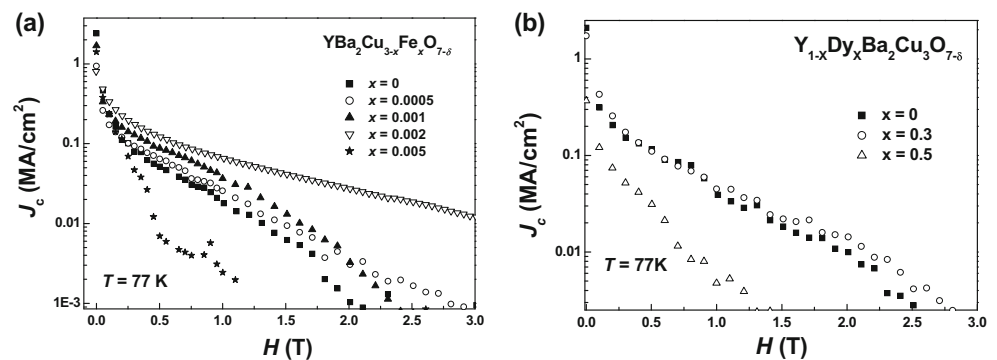 (a)
YBa₂Cu₃₋ₓFeₓO₇₋δ
x = 0
x = 0.0005
x = 0.001
x = 0.002
x = 0.005
T = 77 K
Jc (MA/cm²)
1
0.1
0.01
1E-3
0.0 0.5 1.0 1.5 2.0 2.5 3.0
H (T)
(b)
Y₁₋XDyXBa₂Cu₃O₇₋δ
x = 0
x = 0.3
x = 0.5
T = 77K
Jc (MA/cm²)
1
0.1
0.01
0.0 0.5 1.0 1.5 2.0 2.5 3.0
H (T)